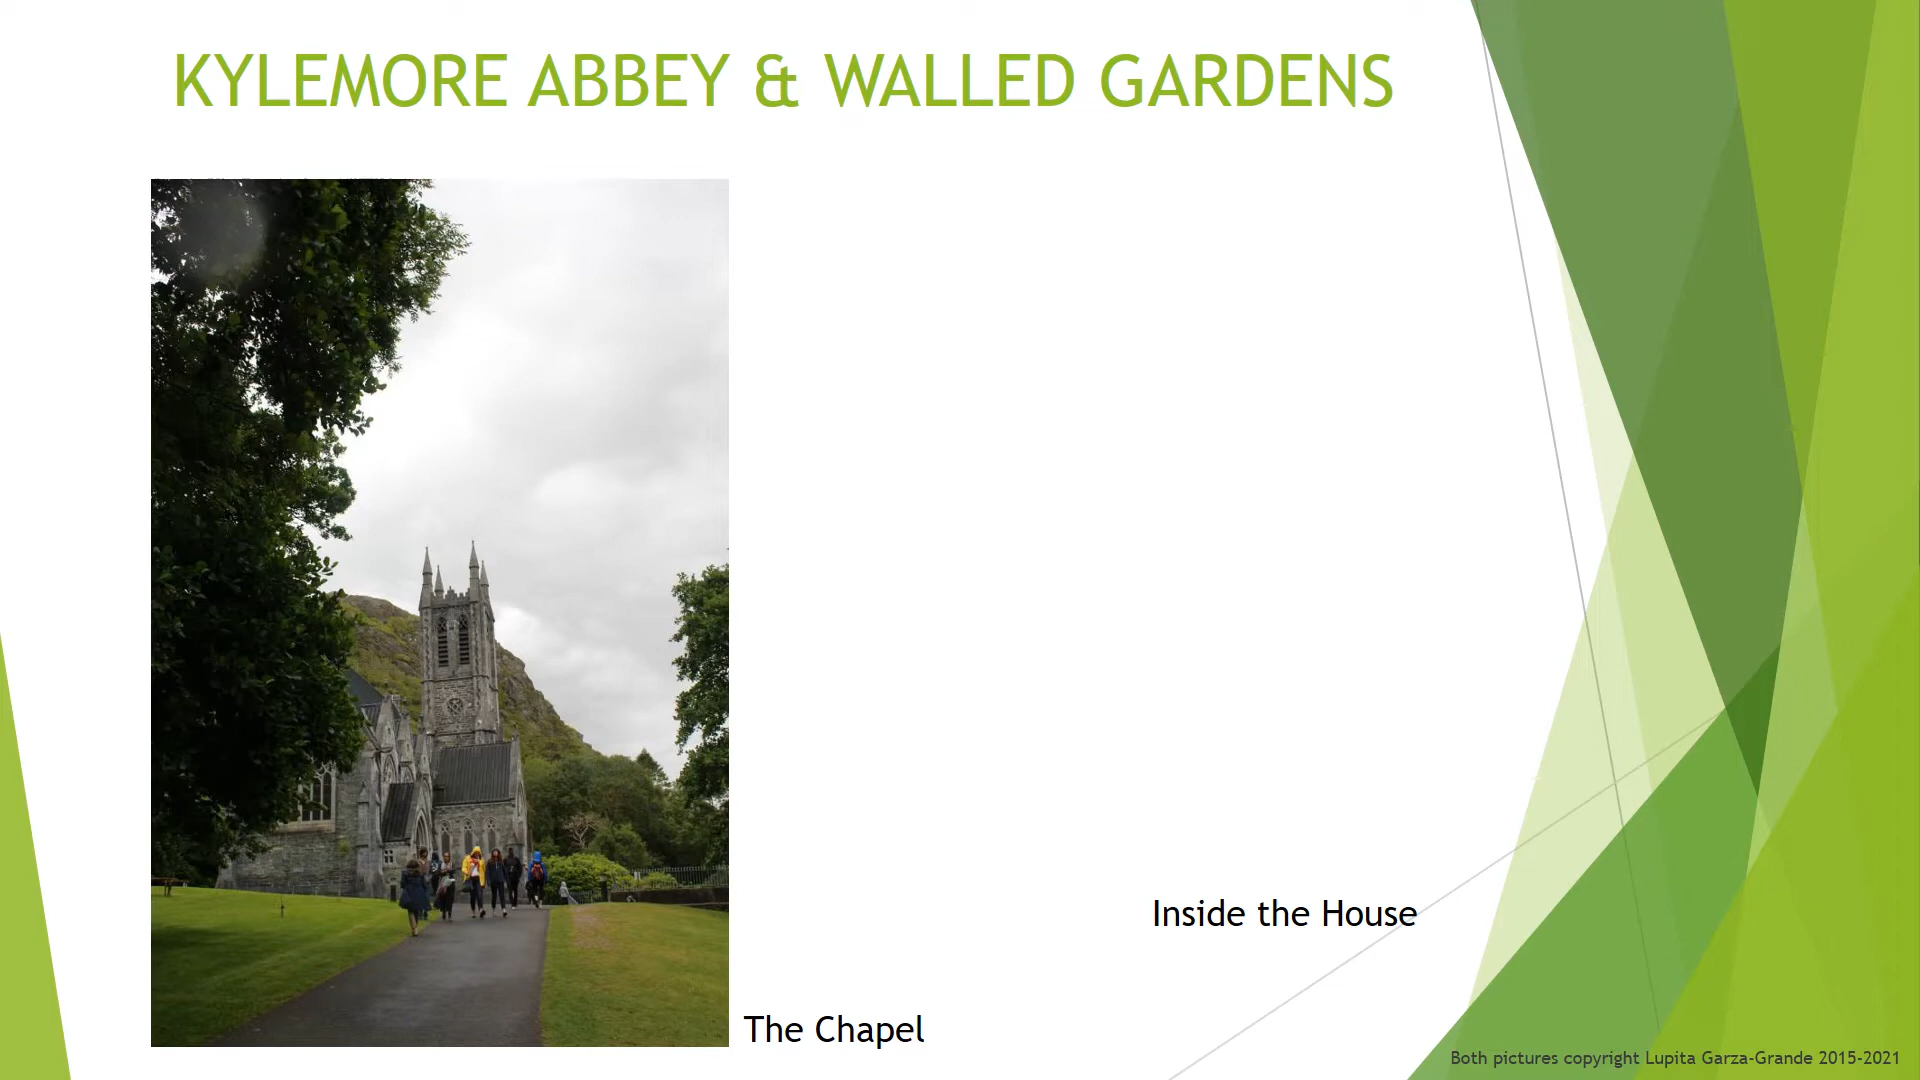 KYLEMORE ABBEY & WALLED GARDENS
Inside the House
The Chapel
Both pictures copyright Lupita Garza-Grande 2015-2021